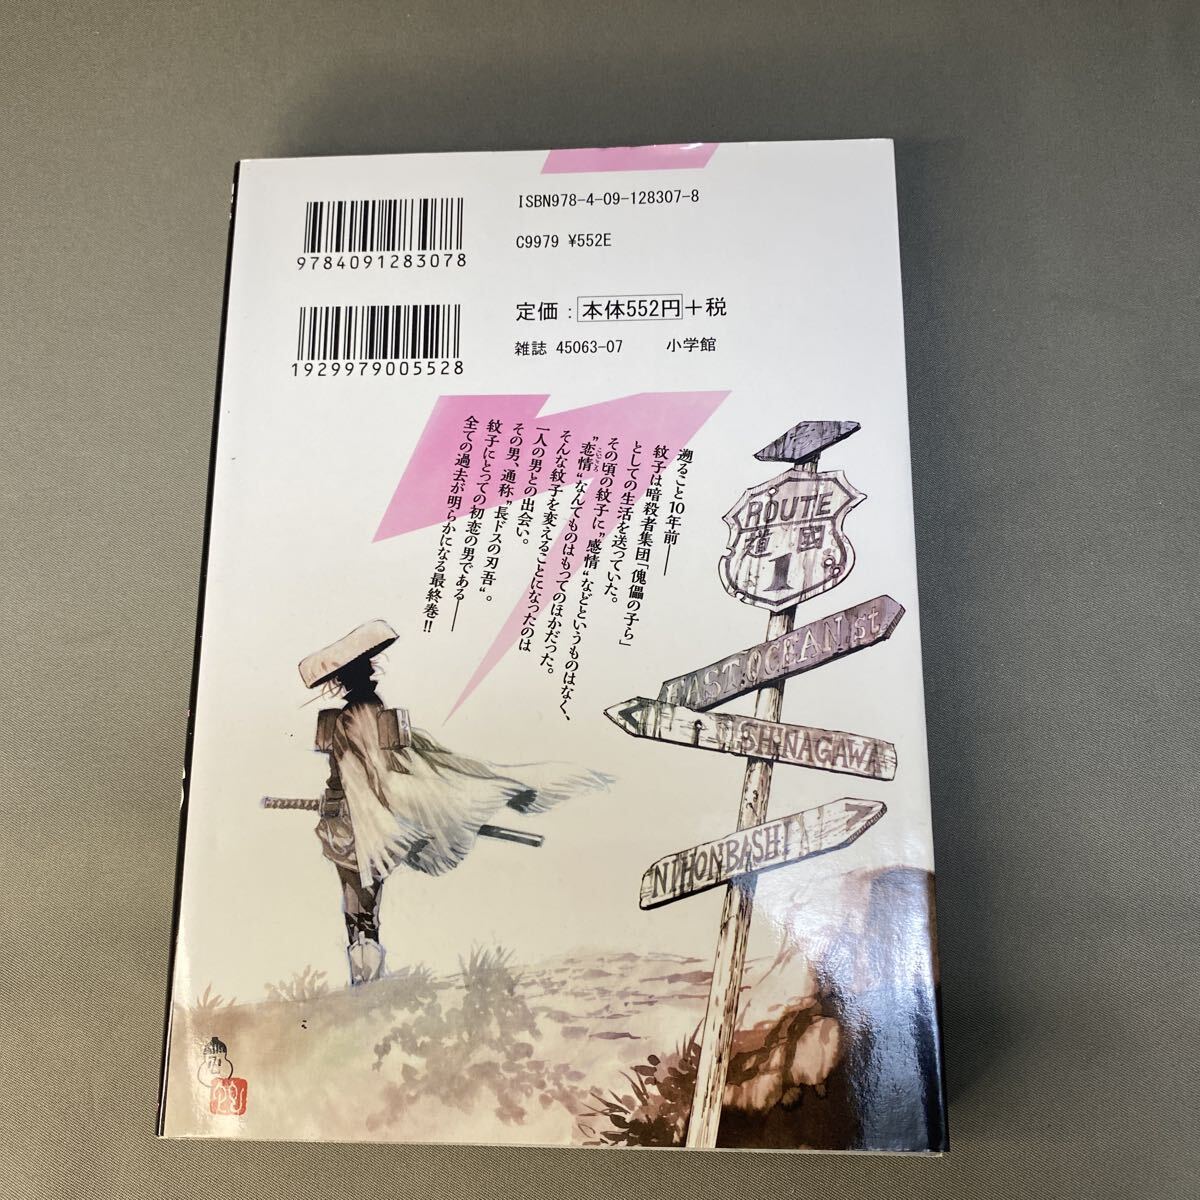 ISBN978-4-09-128307-8
C9979 ¥552E
9784091283078
定価：本体552円＋税
雑誌 45063-07 小学館
1929979005528
遡ること10年前――
紋子は暗殺者集団「傀儡の子ら」
としての生活を送っていた。
その頃の紋子に"感情"などというものはなく、
"恋情"なんてものはもってのほかだった。
そんな紋子を変えることになったのは
一人の男との出会い。
その男、通称"長ドスの刃吾"。
紋子にとっての初恋の男である――
全ての過去が明らかになる最終巻!!
ROUTE
道國
1
EAST.OCEAN st.
SHINAGAWA
NIHONBASHI